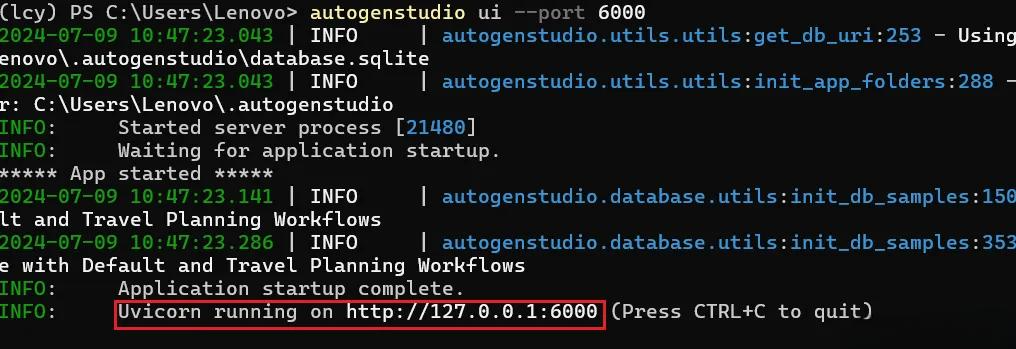 (lcy) PS C:\Users\Lenovo> autogenstudio ui --port 6000
2024-07-09 10:47:23.043 | INFO     | autogenstudio.utils.utils:get_db_uri:253 - Using
enovo\.autogenstudio\database.sqlite
2024-07-09 10:47:23.043 | INFO     | autogenstudio.utils.utils:init_app_folders:288 -
r: C:\Users\Lenovo\.autogenstudio
INFO:     Started server process [21480]
INFO:     Waiting for application startup.
***** App started *****
2024-07-09 10:47:23.141 | INFO     | autogenstudio.database.utils:init_db_samples:150
lt and Travel Planning Workflows
2024-07-09 10:47:23.286 | INFO     | autogenstudio.database.utils:init_db_samples:353
e with Default and Travel Planning Workflows
INFO:     Application startup complete.
INFO:     Uvicorn running on http://127.0.0.1:6000 (Press CTRL+C to quit)